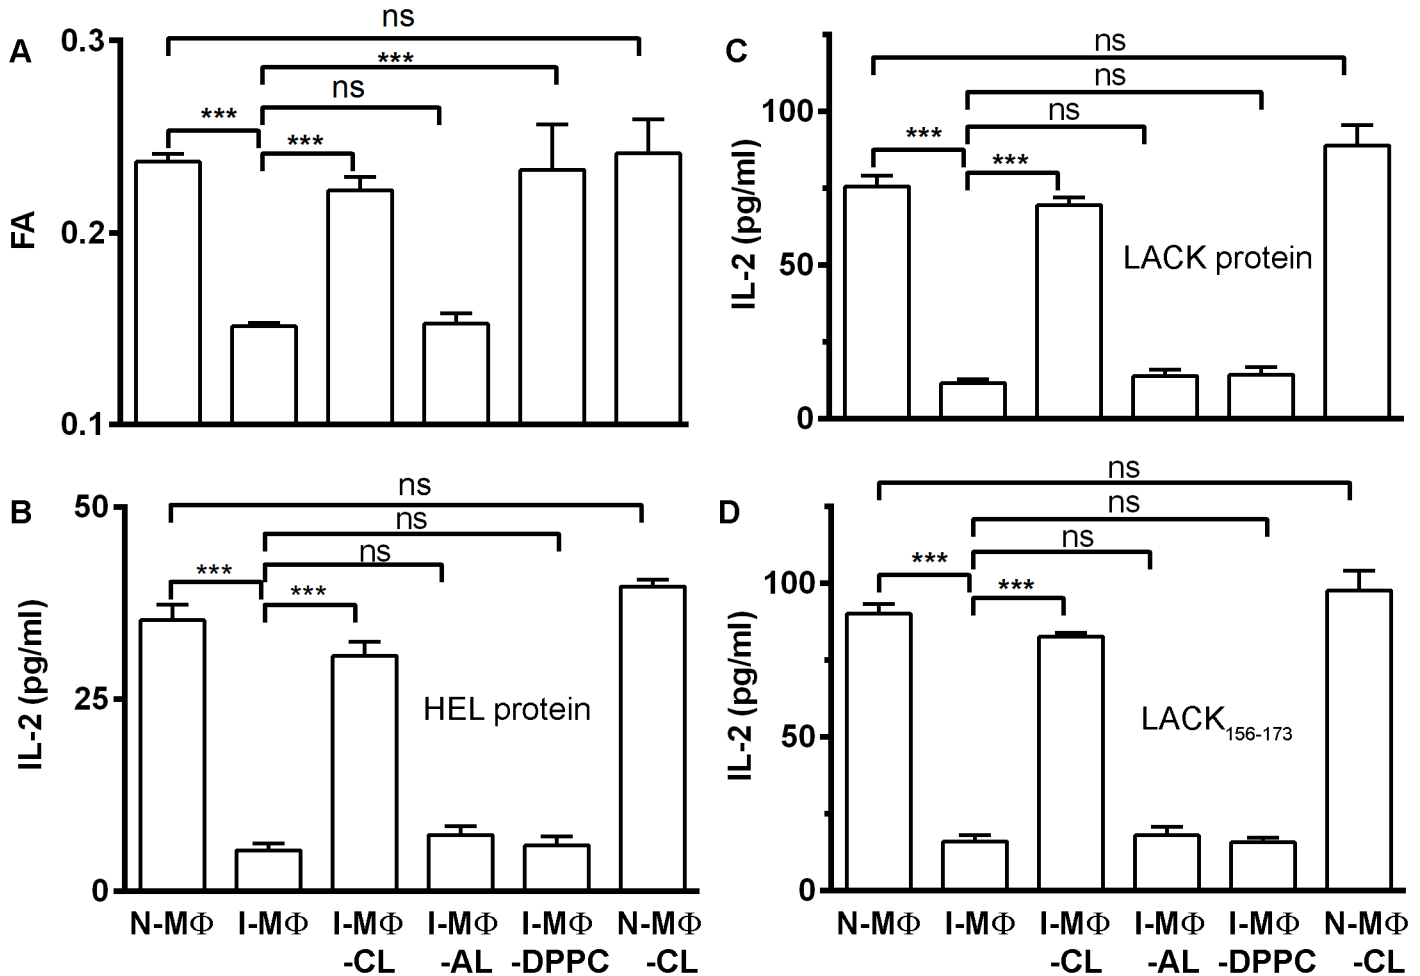 A
0.3
0.2
0.1
FA
ns
***
ns
***
***
C
100
50
0
IL-2 (pg/ml)
ns
ns
ns
***
***
LACK protein
B
50
25
0
IL-2 (pg/ml)
ns
ns
ns
***
***
HEL protein
N-MΦ I-MΦ I-MΦ I-MΦ I-MΦ N-MΦ
-CL -AL -DPPC -CL
D
100
50
0
IL-2 (pg/ml)
ns
ns
ns
***
***
LACK156-173
N-MΦ I-MΦ I-MΦ I-MΦ I-MΦ N-MΦ
-CL -AL -DPPC -CL